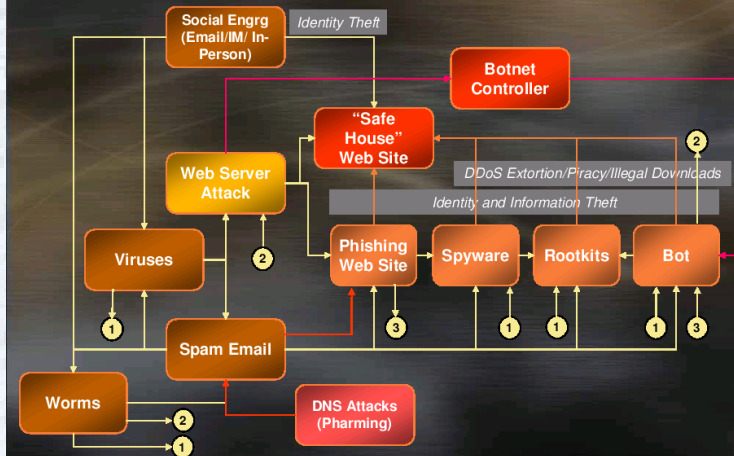 Social Engrg
(Email/IM/ In-
Person)
Identity Theft
Botnet
Controller
“Safe
House”
Web Site
2
Web Server
Attack
DDoS Extortion/Piracy/Illegal Downloads
Identity and Information Theft
Viruses
2
Phishing
Web Site
Spyware
Rootkits
Bot
1
3
1
1
1
3
Spam Email
Worms
DNS Attacks
(Pharming)
2
1